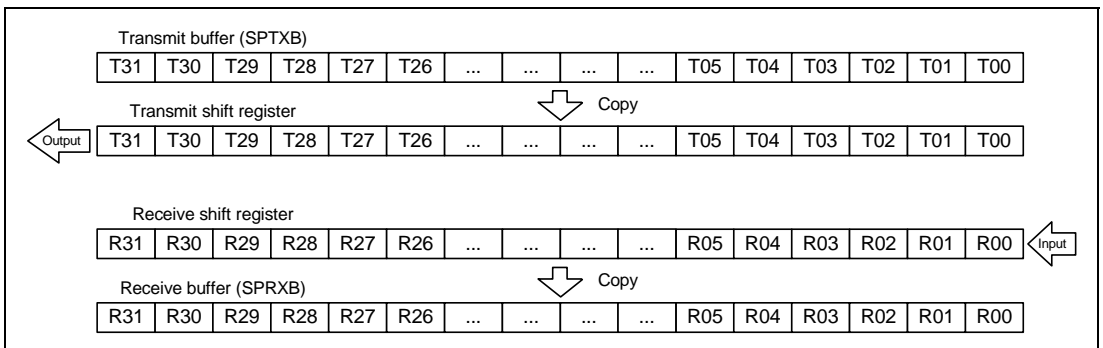 Transmit buffer (SPTXB)
T31 T30 T29 T28 T27 T26 ... ... ... ... T05 T04 T03 T02 T01 T00
Copy
Transmit shift register
Output T31 T30 T29 T28 T27 T26 ... ... ... ... T05 T04 T03 T02 T01 T00
Receive shift register
R31 R30 R29 R28 R27 R26 ... ... ... ... R05 R04 R03 R02 R01 R00 Input
Copy
Receive buffer (SPRXB)
R31 R30 R29 R28 R27 R26 ... ... ... ... R05 R04 R03 R02 R01 R00